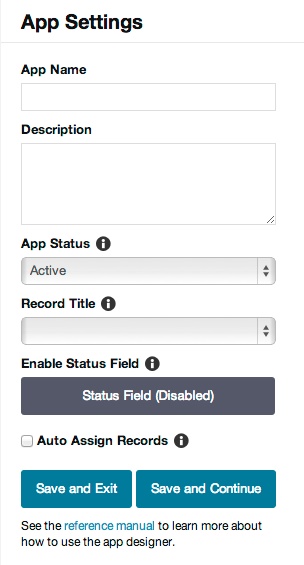 App Settings
App Name
Description
App Status
Active
Record Title
Enable Status Field
Status Field (Disabled)
Auto Assign Records
Save and Exit
Save and Continue
See the reference manual to learn more about
how to use the app designer.